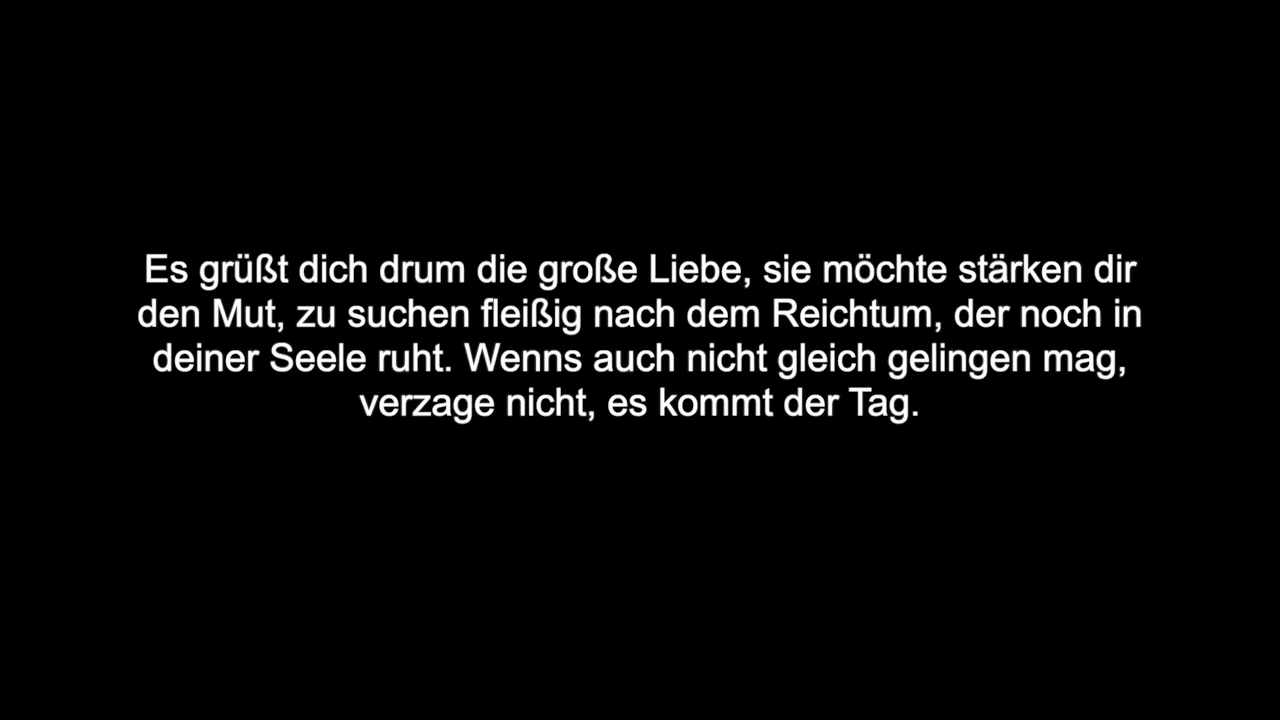 Es grüßt dich drum die große Liebe, sie möchte stärken dir
den Mut, zu suchen fleißig nach dem Reichtum, der noch in
deiner Seele ruht. Wenns auch nicht gleich gelingen mag,
verzage nicht, es kommt der Tag.